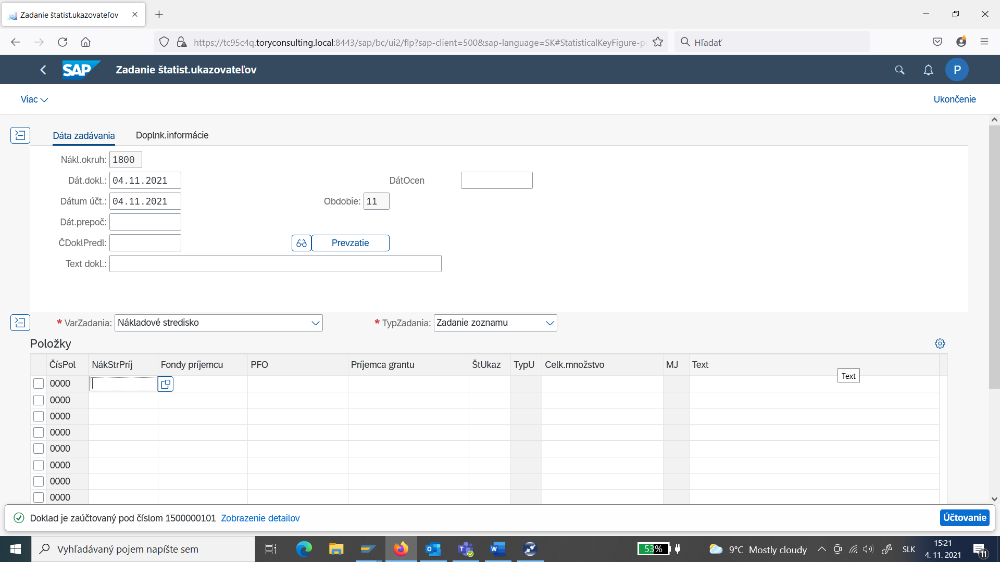 Zadanie štatist.ukazovateľov
https://tc95c4q.toryconsulting.local:8443/sap/bc/ui2/flp?sap-client=500&sap-language=SK#StatisticalKeyFigure-p
Hľadať
SAP
Zadanie štatist.ukazovateľov
P
Viac
Ukončenie
Dáta zadávania
Doplnk.informácie
Nákl.okruh: 1800
Dát.dokl.: 04.11.2021
DátOcen
Dátum účt.: 04.11.2021
Obdobie: 11
Dát.prepoč:
ČDoklPredl:
Prevzatie
Text dokl.:
* VarZadania: Nákladové stredisko
* TypZadania: Zadanie zoznamu
Položky
ČísPol NákStrPríj Fondy príjemcu PFO Príjemca grantu ŠtUkaz TypU Celk.množstvo MJ Text
Text
0000
0000
0000
0000
0000
0000
0000
0000
Doklad je zaúčtovaný pod číslom 1500000101 Zobrazenie detailov
Účtovanie
Vyhľadávaný pojem napíšte sem
53%
9°C Mostly cloudy
SLK
15:21
4. 11. 2021
11